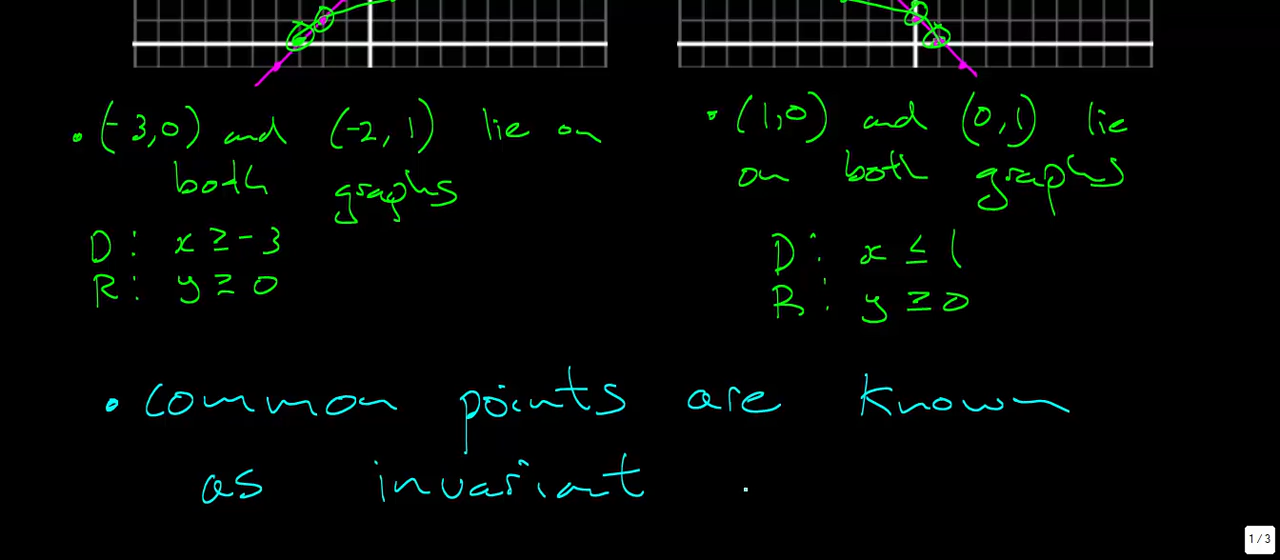 • (-3,0) and (-2, 1) lie on
both graphs
D: x ≥ -3
R: y ≥ 0
• (1,0) and (0,1) lie
on both graphs
D: x ≤ 1
R: y ≥ 0
• common points are known
as invariant
1 / 3